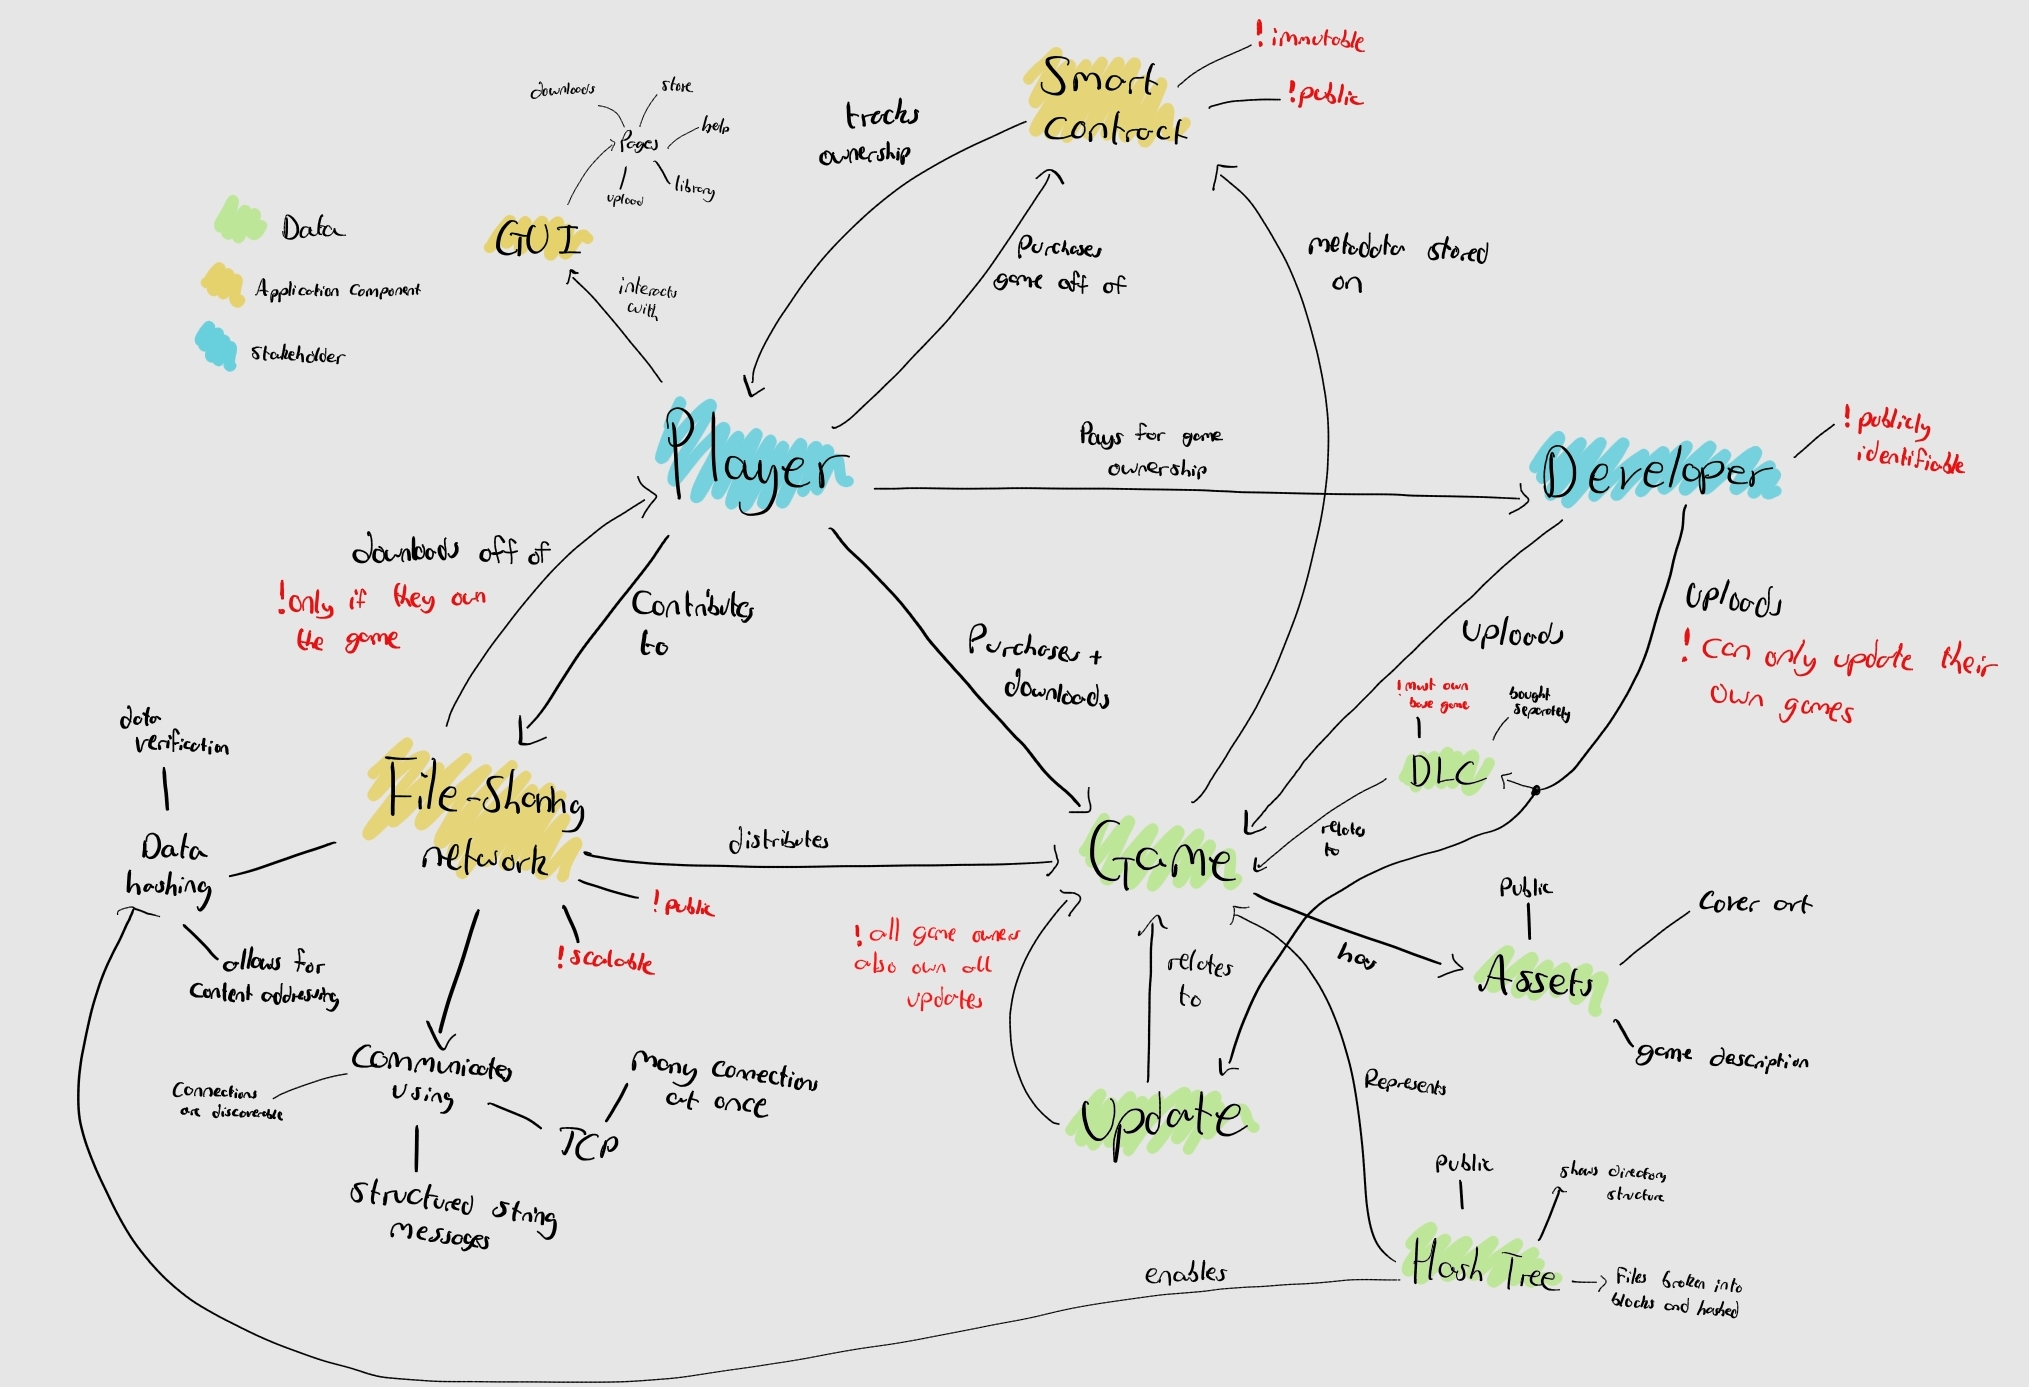 ! immutable
Smart
contract
! public
downloads
store
Pages
help
library
upload
tracks
ownership
Data
GUI
Application Component
Stakeholder
interacts
with
Purchases
game off of
metadata stored
on
Player
Pays for game
ownership
Developer
! publicly
identifiable
downloads off of
! only if they own
the game
Contributes
to
Purchases +
downloads
uploads
uploads
! Can only update their
own games
! must own
base game
bought
separately
DLC
relates
to
data
verification
File-Sharing
network
Data
hashing
distributes
Game
! public
! scalable
allows for
Content addressing
! all game owners
also own all
updates
relates
to
has
Public
Cover art
Assets
game description
Communicates
using
Connections
are discoverable
Many connections
at once
TCP
structured string
messages
Update
Represents
Public
shows directory
structure
Hash Tree
Files broken into
blocks and hashed
enables